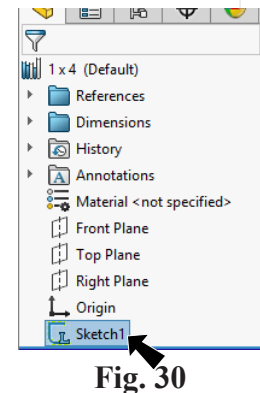 1 x 4 (Default)
References
Dimensions
History
Annotations
Material <not specified>
Front Plane
Top Plane
Right Plane
Origin
Sketch1
Fig. 30